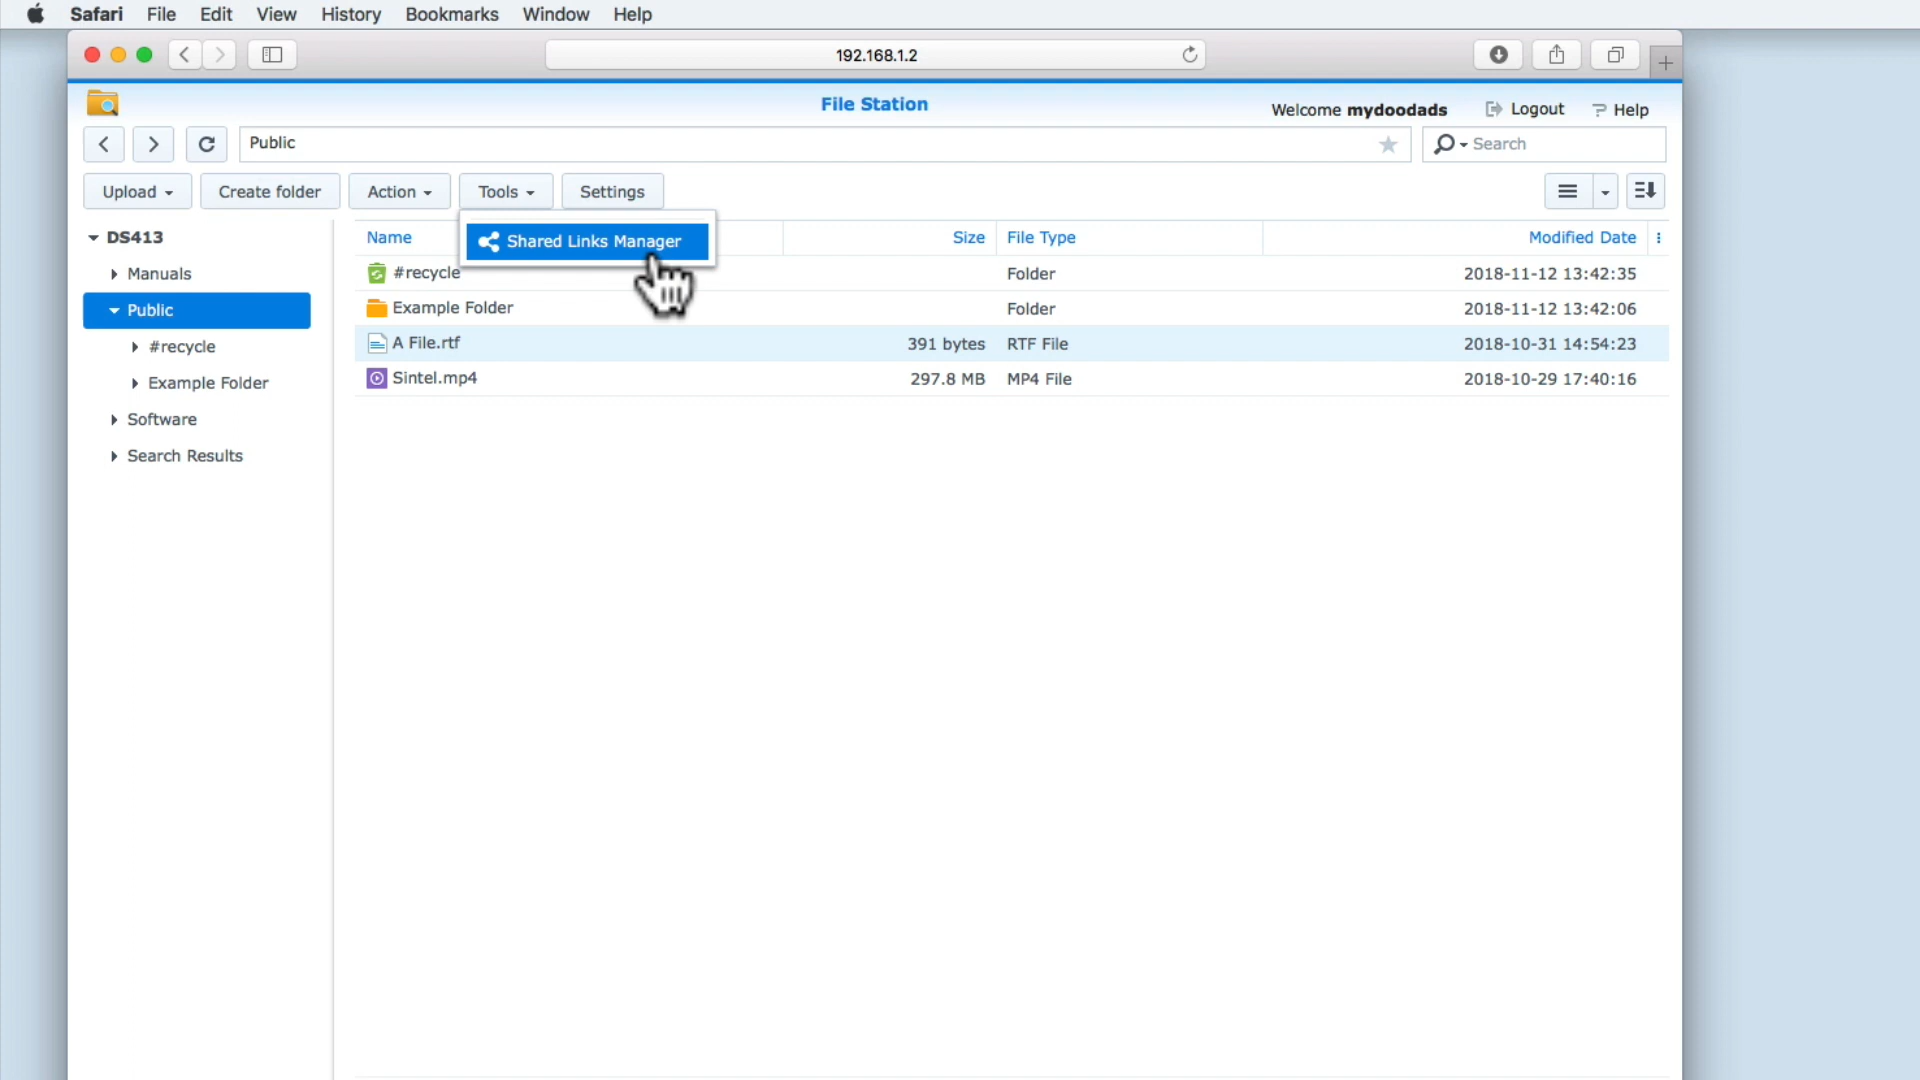 Safari File Edit View History Bookmarks Window Help
192.168.1.2
File Station
Welcome mydoodads Logout Help
Public
Search
Upload Create folder Action Tools Settings
DS413
Manuals
Public
#recycle
Example Folder
Software
Search Results
Shared Links Manager
Name Size File Type Modified Date
#recycle Folder 2018-11-12 13:42:35
Example Folder Folder 2018-11-12 13:42:06
A File.rtf 391 bytes RTF File 2018-10-31 14:54:23
Sintel.mp4 297.8 MB MP4 File 2018-10-29 17:40:16